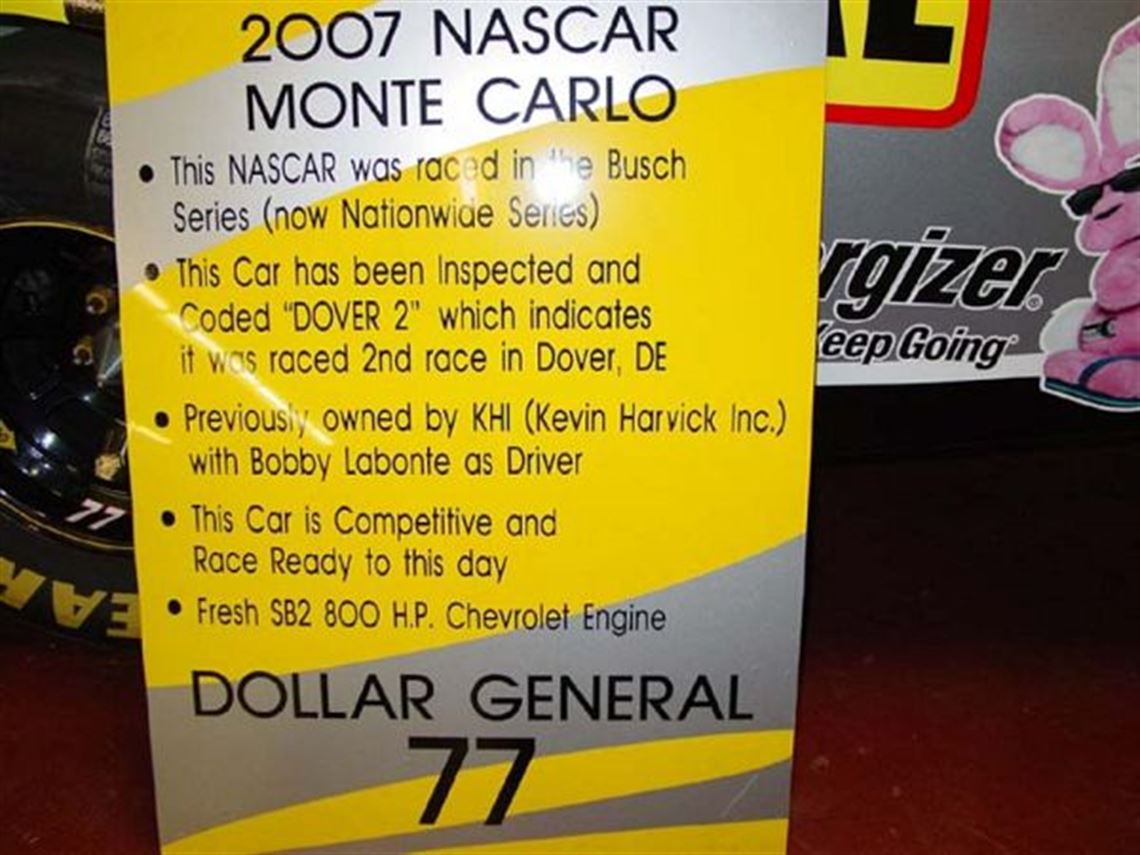 2007 NASCAR
MONTE CARLO
• This NASCAR was raced in the Busch
Series (now Nationwide Series)
• This Car has been Inspected and
Coded "DOVER 2" which indicates
it was raced 2nd race in Dover, DE
• Previously owned by KHI (Kevin Harvick Inc.)
with Bobby Labonte as Driver
• This Car is Competitive and
Race Ready to this day
• Fresh SB2 800 H.P. Chevrolet Engine
DOLLAR GENERAL
77
AL
ergizer
Keep Going
77
EAR